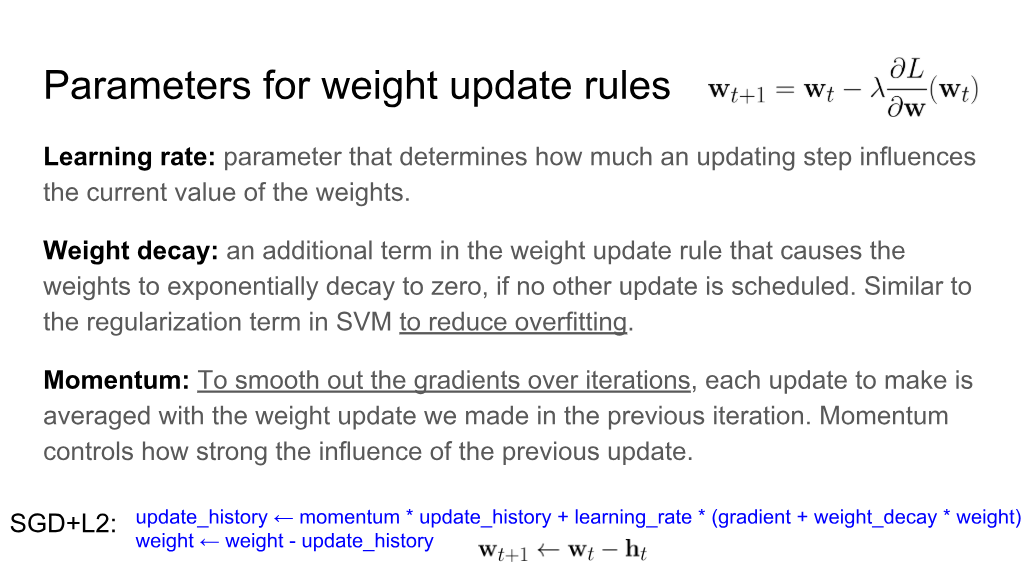 Parameters for weight update rules
w_{t+1} = w_t − λ ∂L/∂w (w_t)
Learning rate: parameter that determines how much an updating step influences
the current value of the weights.
Weight decay: an additional term in the weight update rule that causes the
weights to exponentially decay to zero, if no other update is scheduled. Similar to
the regularization term in SVM to reduce overfitting.
Momentum: To smooth out the gradients over iterations, each update to make is
averaged with the weight update we made in the previous iteration. Momentum
controls how strong the influence of the previous update.
SGD+L2:
update_history ← momentum * update_history + learning_rate * (gradient + weight_decay * weight)
weight ← weight - update_history
w_{t+1} ← w_t − h_t